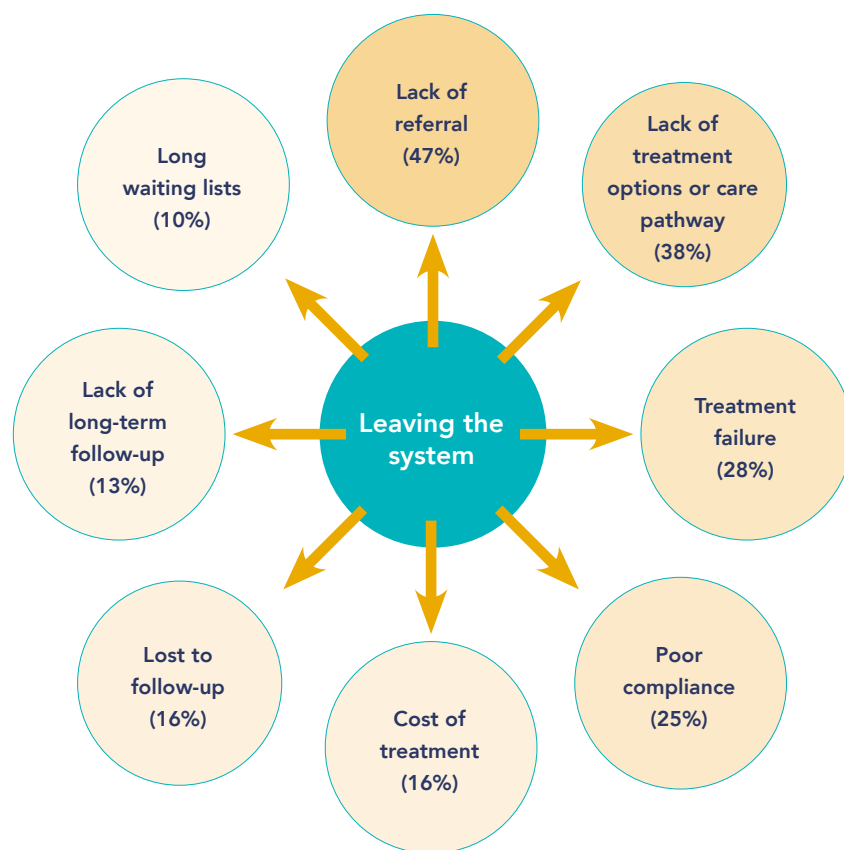 Lack of
referral
(47%)
Lack of
treatment
options or care
pathway
(38%)
Treatment
failure
(28%)
Poor
compliance
(25%)
Cost of
treatment
(16%)
Lost to
follow-up
(16%)
Lack of
long-term
follow-up
(13%)
Long
waiting lists
(10%)
Leaving the
system